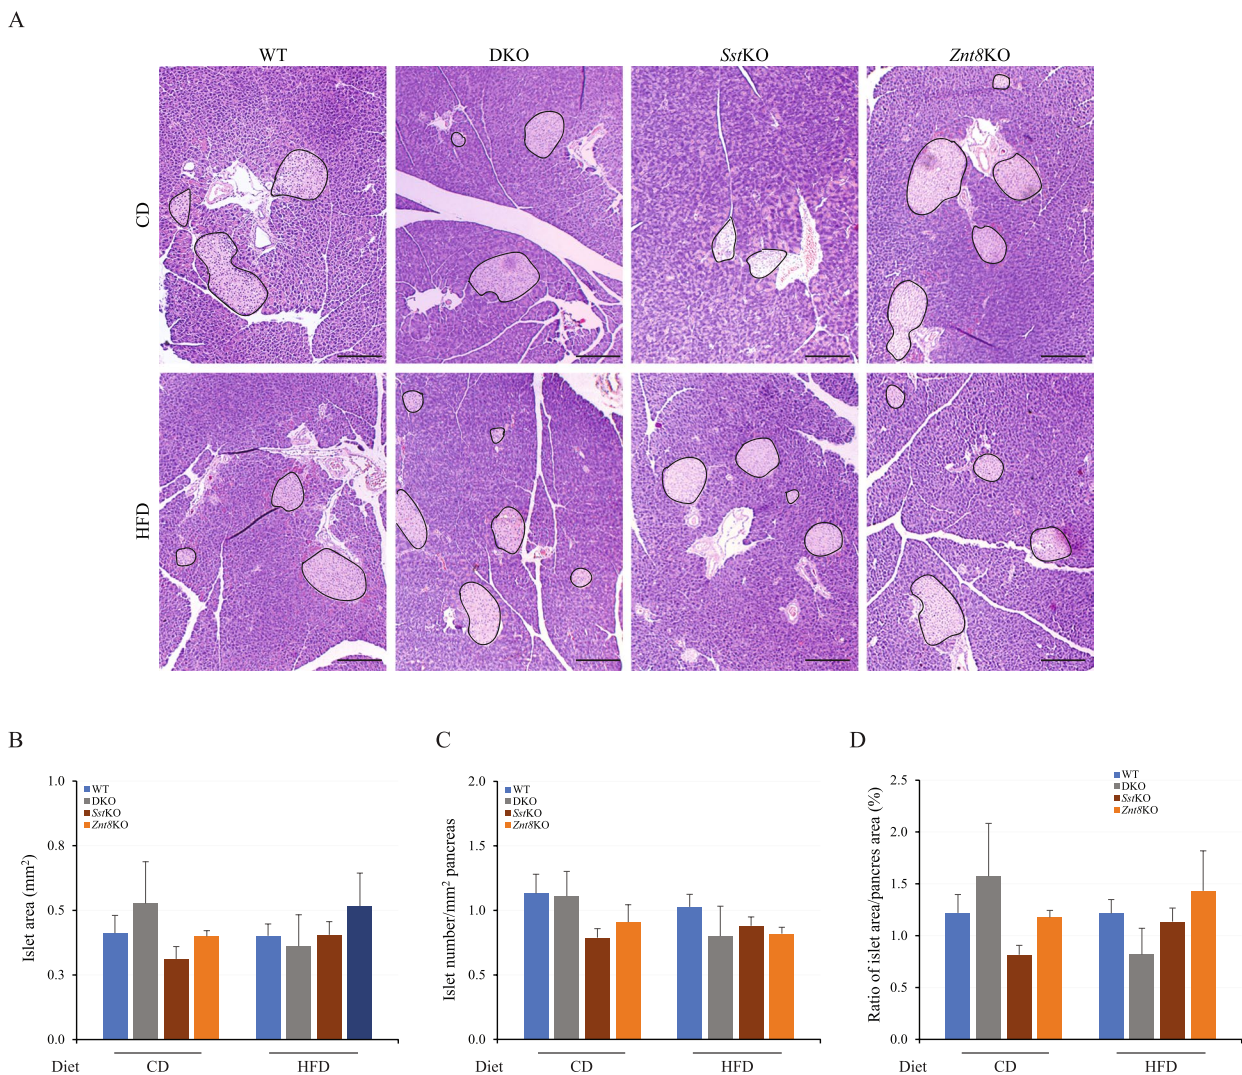 A
WT DKO SstKO Znt8KO
CD
HFD
B
Islet area (mm²)
1.0
0.8
0.5
0.3
0.0
WT
DKO
SstKO
Znt8KO
Diet CD HFD
C
Islet number/mm² pancreas
2.0
1.5
1.0
0.5
0.0
WT
DKO
SstKO
Znt8KO
Diet CD HFD
D
Ratio of islet area/pancres area (%)
2.5
2.0
1.5
1.0
0.5
0.0
WT
DKO
SstKO
Znt8KO
Diet CD HFD